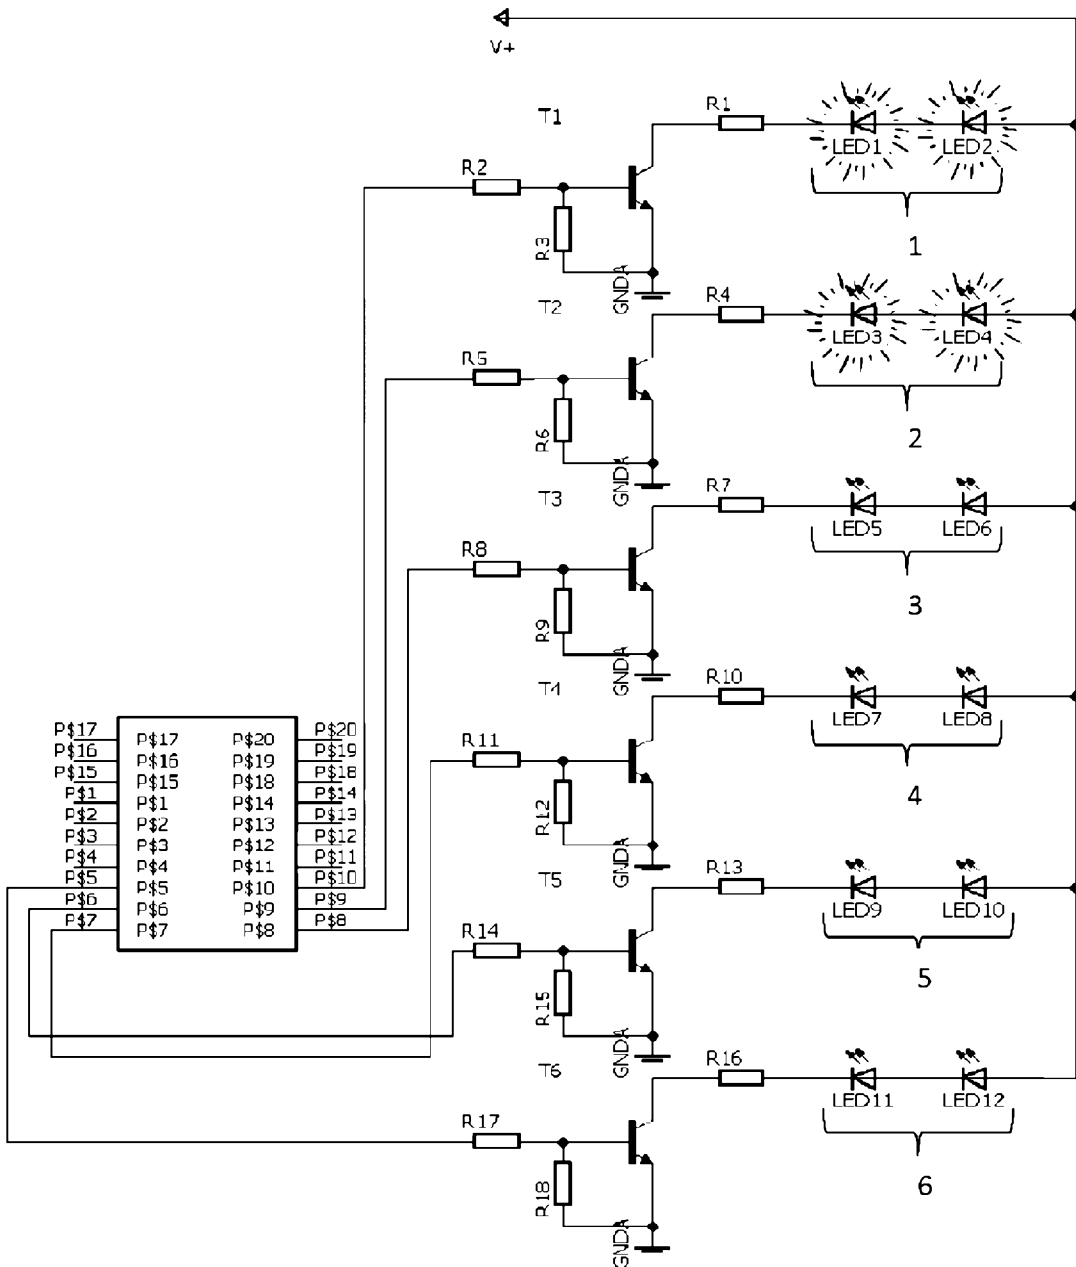 V+
T1
R1
LED1
LED2
R2
R3
1
GNDA
T2
R4
LED3
LED4
R5
R6
2
GNDA
T3
R7
LED5
LED6
R8
R9
3
GNDA
T4
R10
LED7
LED8
R11
R12
4
GNDA
T5
R13
LED9
LED10
R14
R15
5
GNDA
T6
R16
LED11
LED12
R17
R18
6
GNDA
P$17 P$17 P$20 P$20
P$16 P$16 P$19 P$19
P$15 P$15 P$18 P$18
P$1 P$1 P$14 P$14
P$2 P$2 P$13 P$13
P$3 P$3 P$12 P$12
P$4 P$4 P$11 P$11
P$5 P$5 P$10 P$10
P$6 P$6 P$9 P$9
P$7 P$7 P$8 P$8